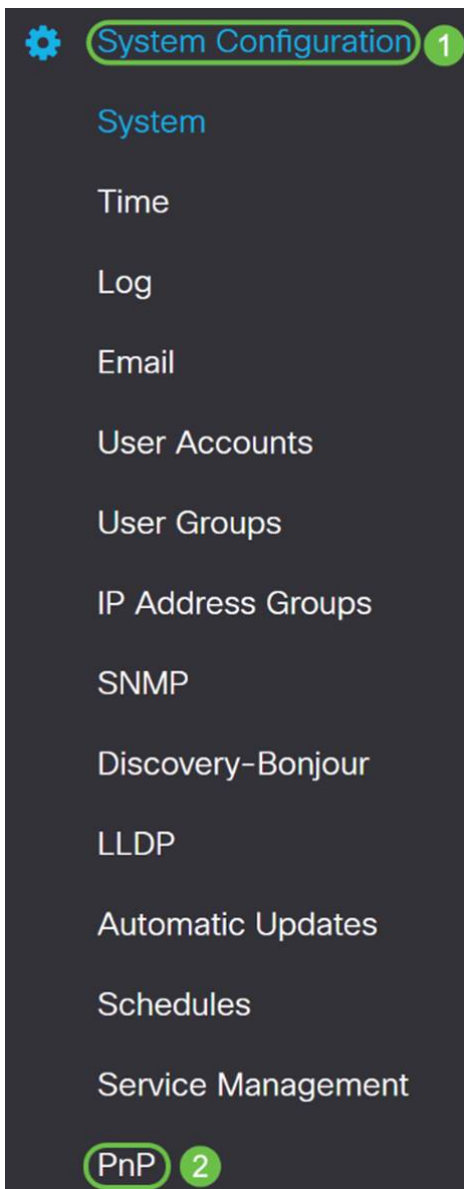 System Configuration 1
System
Time
Log
Email
User Accounts
User Groups
IP Address Groups
SNMP
Discovery-Bonjour
LLDP
Automatic Updates
Schedules
Service Management
PnP 2